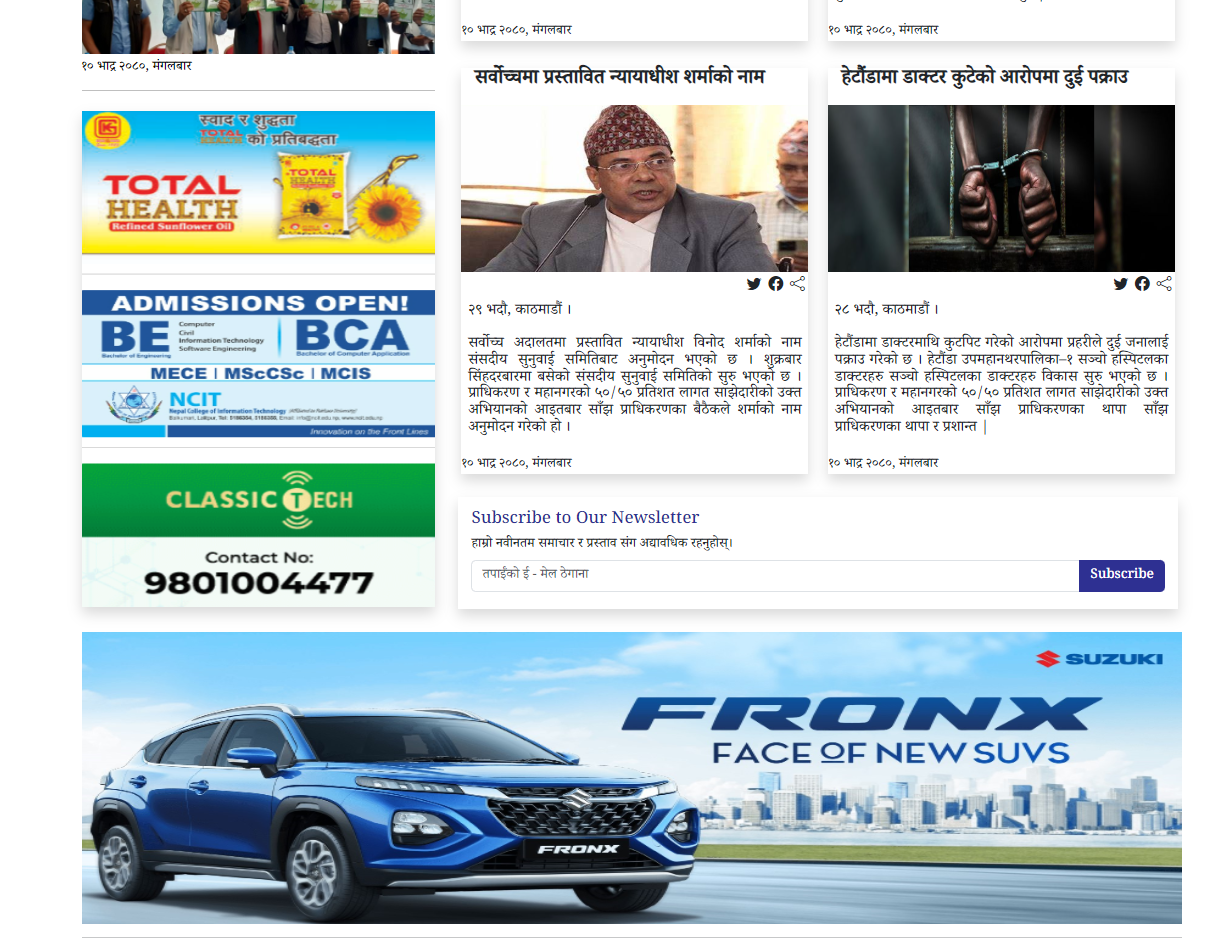 १० भाद्र २०८०, मंगलबार
स्वाद र शुद्धता
TOTAL HEALTH को प्रतिबद्धता
TOTAL
HEALTH
Refined Sunflower Oil
TOTAL
HEALTH
ADMISSIONS OPEN!
BE
Bachelor of Engineering
Computer
Civil
Information Technology
Software Engineering
BCA
Bachelor of Computer Application
MECE | MScCSc | MCIS
NCIT
Nepal College of Information Technology
Innovation on the Front Lines
CLASSIC TECH
Contact No:
9801004477
१० भाद्र २०८०, मंगलबार
१० भाद्र २०८०, मंगलबार
सर्वोच्चमा प्रस्तावित न्यायाधीश शर्माको नाम
२९ भदौ, काठमाडौं ।
सर्वोच्च अदालतमा प्रस्तावित न्यायाधीश विनोद शर्माको नाम
संसदीय सुनुवाई समितिबाट अनुमोदन भएको छ । शुक्रबार
सिंहदरबारमा बसेको संसदीय सुनुवाई समितिको सुरु भएको छ ।
प्राधिकरण र महानगरको ५०/५० प्रतिशत लागत साझेदारीको उक्त
अभियानको आइतबार साँझ प्राधिकरणका बैठकले शर्माको नाम
अनुमोदन गरेको हो ।
१० भाद्र २०८०, मंगलबार
हेटौंडामा डाक्टर कुटेको आरोपमा दुई पक्राउ
२८ भदौ, काठमाडौं ।
हेटौंडामा डाक्टरमाथि कुटपिट गरेको आरोपमा प्रहरीले दुई जनालाई
पक्राउ गरेको छ । हेटौंडा उपमहानथरपालिका–१ सञ्चो हस्पिटलका
डाक्टरहरु सञ्चो हस्पिटलका डाक्टरहरु विकास सुरु भएको छ ।
प्राधिकरण र महानगरको ५०/५० प्रतिशत लागत साझेदारीको उक्त
अभियानको आइतबार साँझ प्राधिकरणका थापा साँझ
प्राधिकरणका थापा र प्रशान्त |
१० भाद्र २०८०, मंगलबार
Subscribe to Our Newsletter
हाम्रो नवीनतम समाचार र प्रस्ताव संग अद्यावधिक रहनुहोस्।
तपाईंको ई - मेल ठेगाना
Subscribe
SUZUKI
FRONX
FACE OF NEW SUVS
FRONX